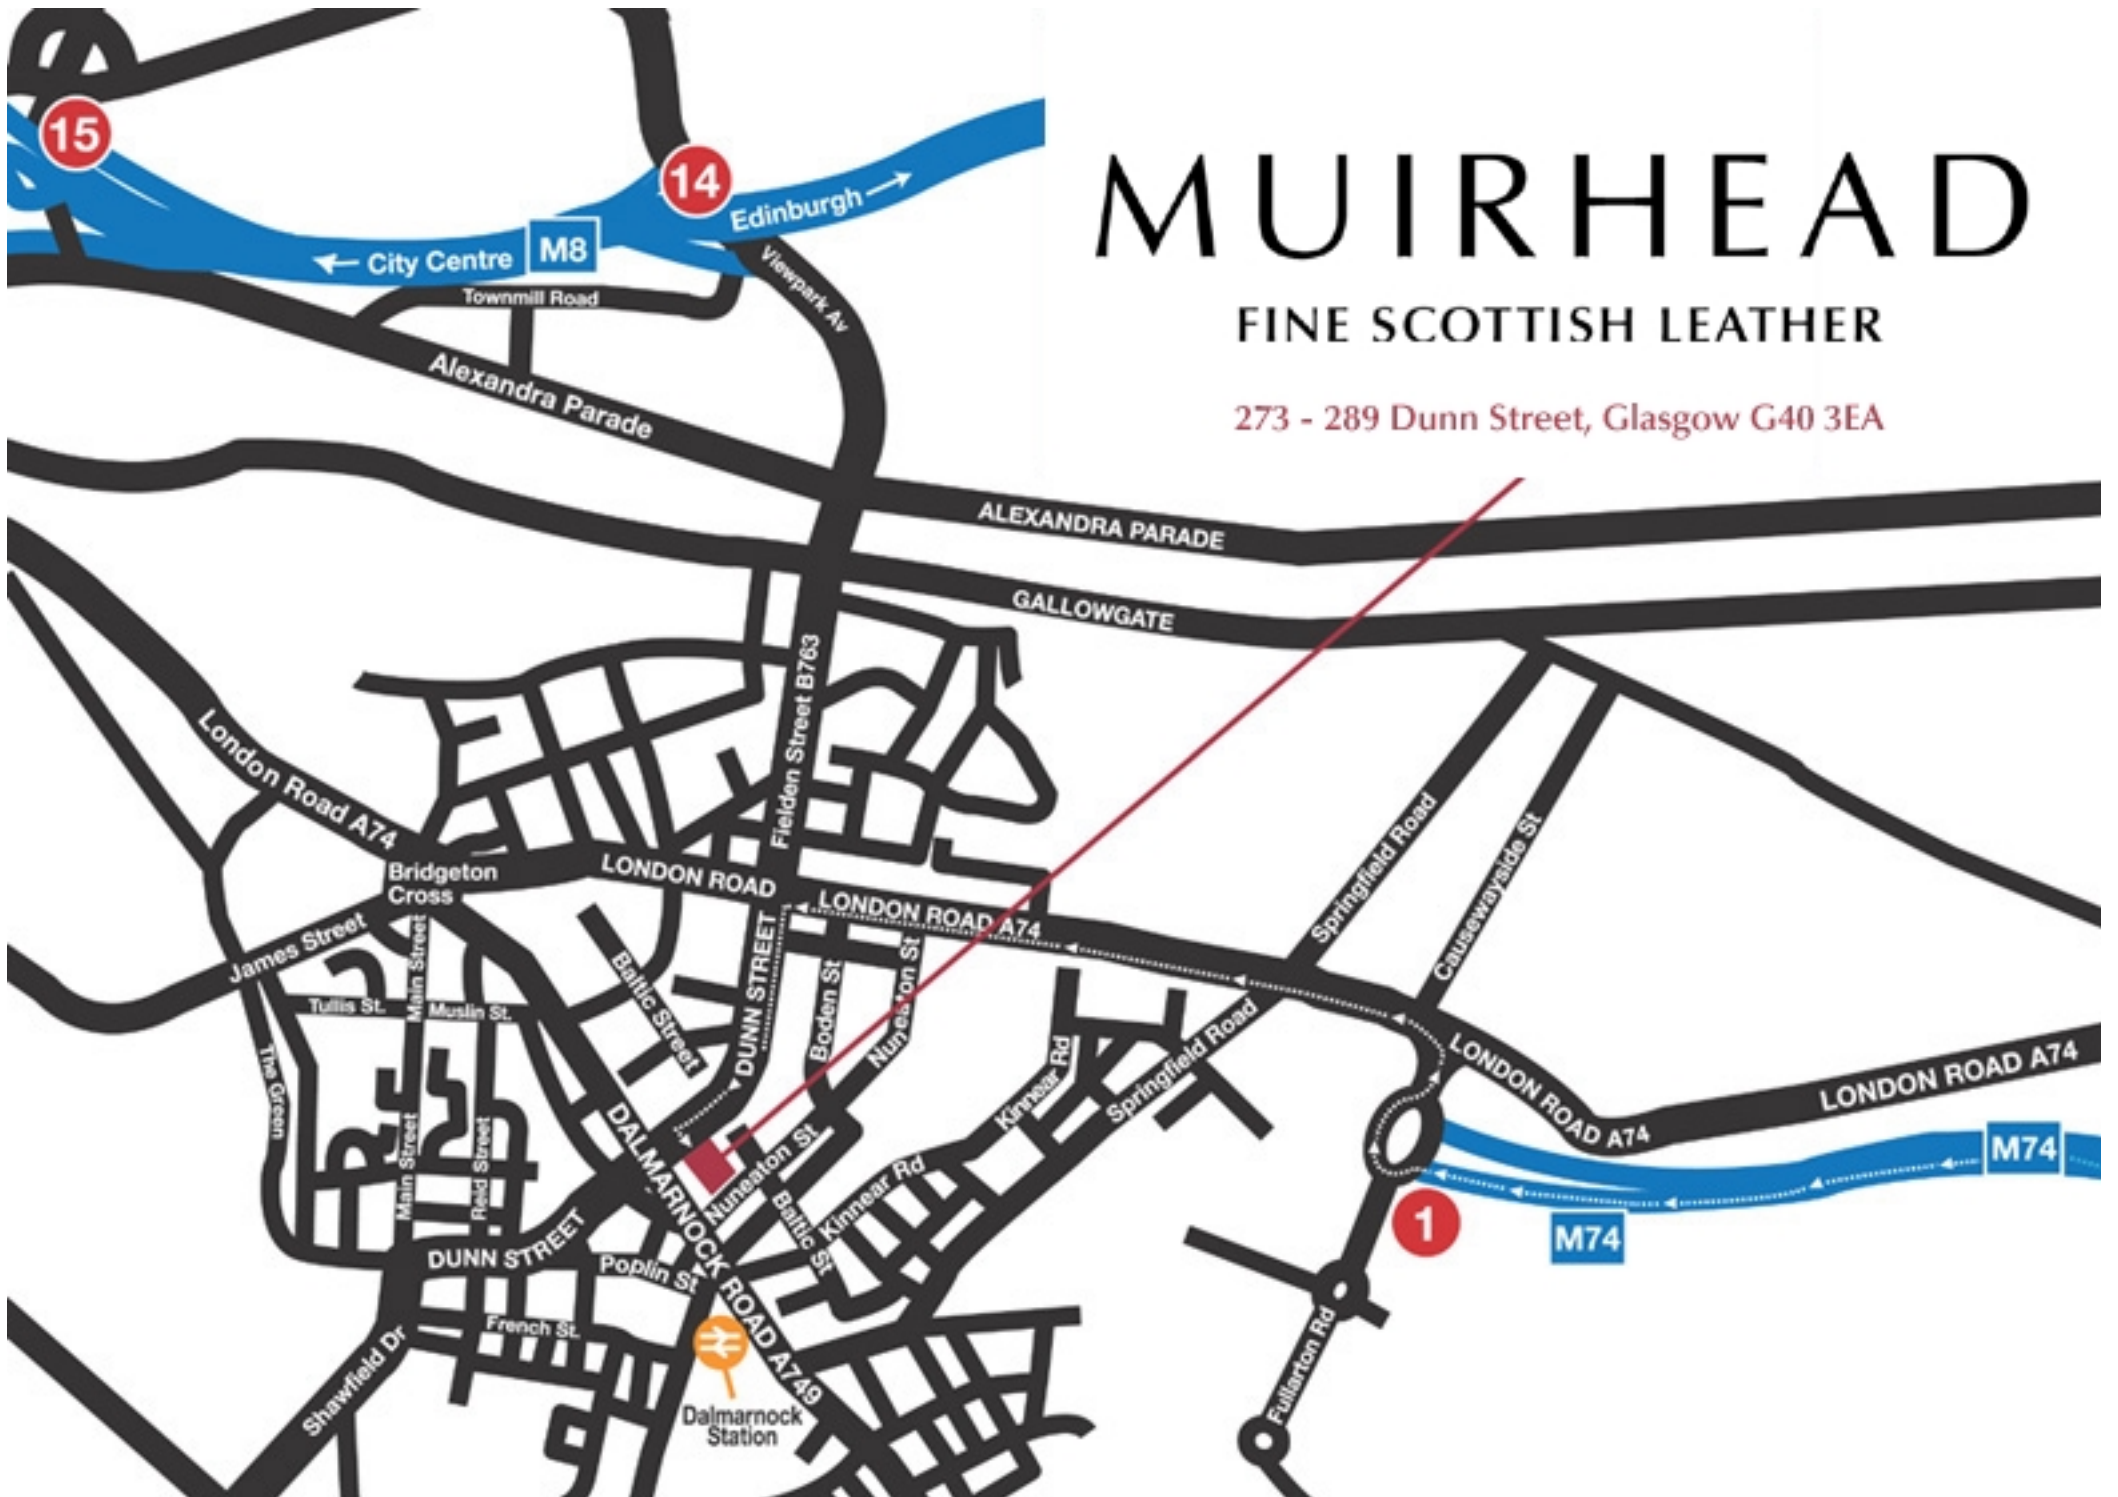 15
14
Edinburgh
M8
City Centre
MUIRHEAD
FINE SCOTTISH LEATHER
273 - 289 Dunn Street, Glasgow G40 3EA
Viewpark Av
Townmill Road
Alexandra Parade
ALEXANDRA PARADE
GALLOWGATE
Fielden Street B763
London Road A74
Bridgeton
Cross
LONDON ROAD
LONDON ROAD A74
Springfield Road
Causewayside St
James Street
Main Street
Tullis St.
Muslin St.
Baltic Street
DUNN STREET
Boden St
Nuneaton St
The Green
Kinnear Rd
Springfield Road
LONDON ROAD A74
LONDON ROAD A74
M74
M74
1
DALMARNOCK ROAD A749
Main Street
Reid Street
Nuneaton St
Baltic St
Kinnear Rd
DUNN STREET
Poplin St
French St.
Shawfield Dr
Fullarton Rd
Dalmarnock
Station